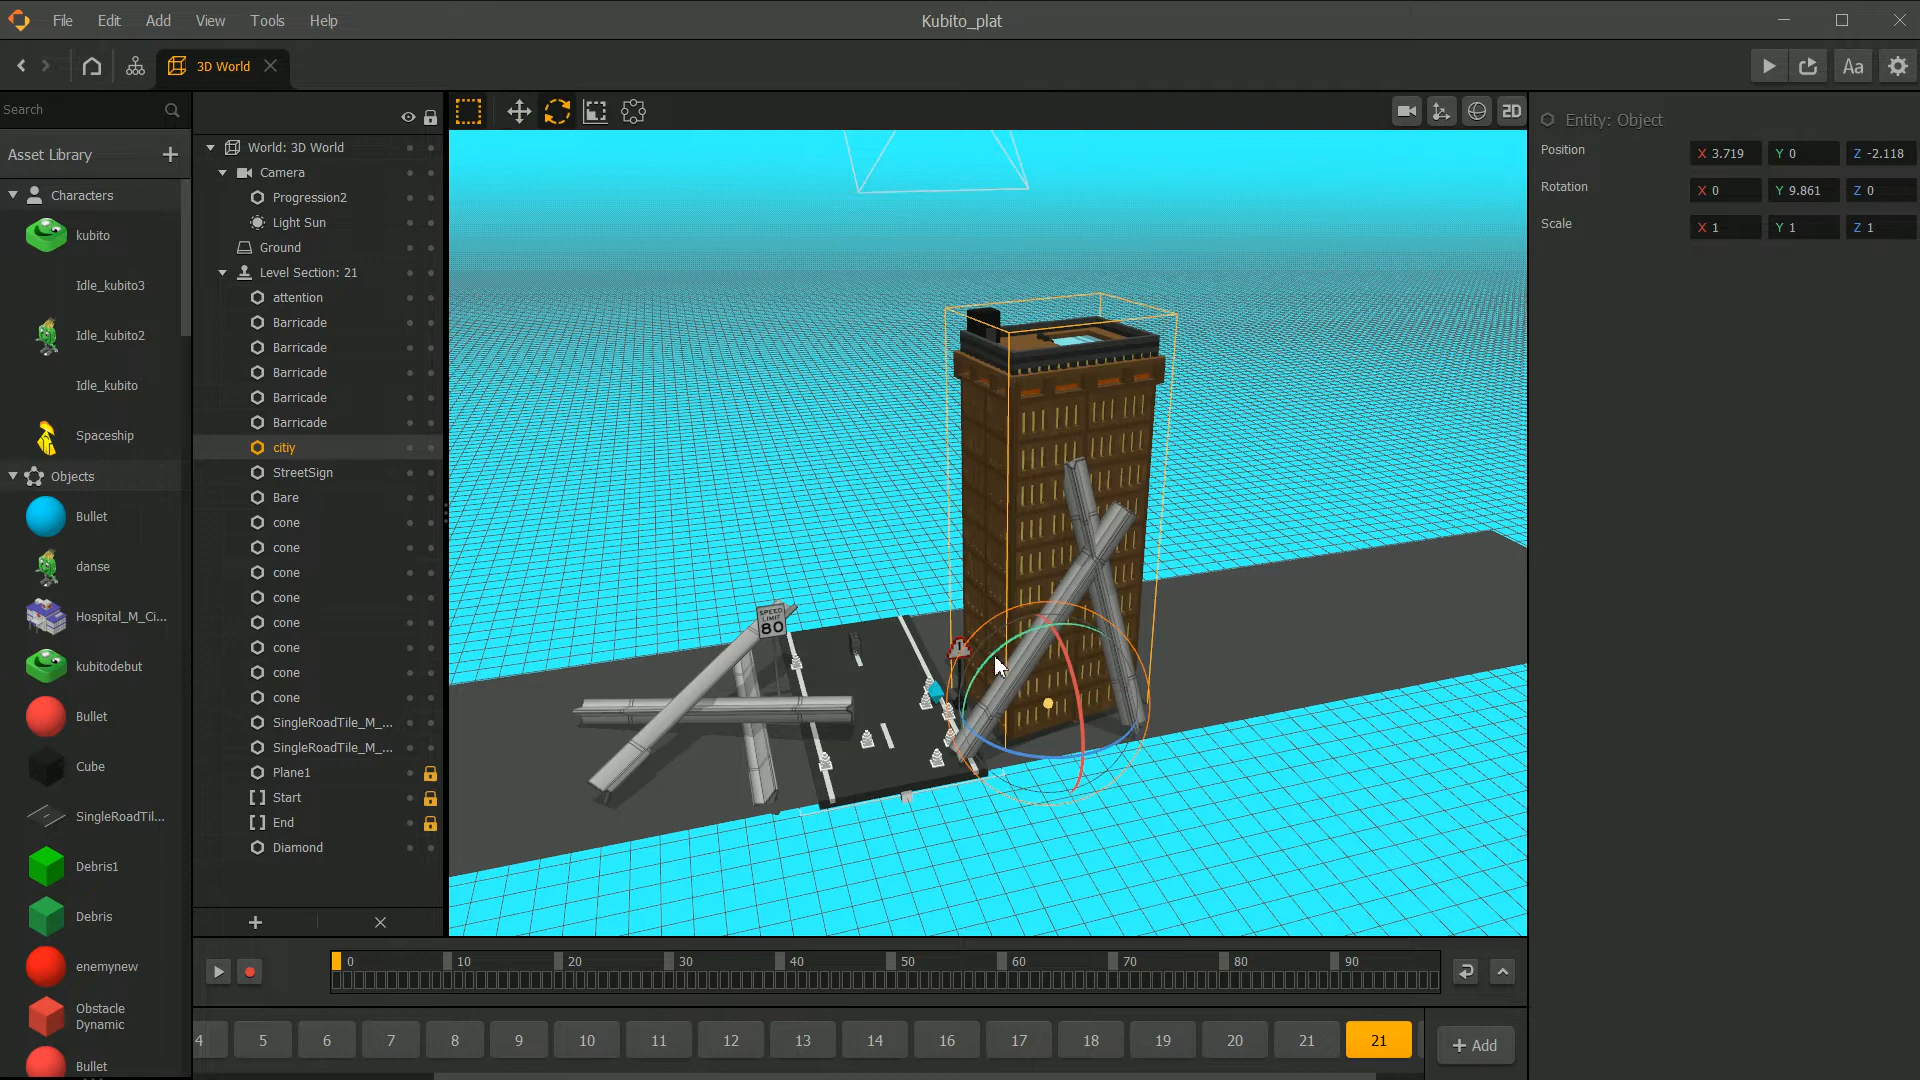 File Edit View Tools Help
Kubito_plat
3D World
Aa
Search
Asset Library
Characters
kubito
Idle_kubito3
Idle_kubito2
Idle_kubito
Spaceship
Objects
Bullet
danse
Hospital_M_Ci...
kubitodebut
Bullet
Cube
SingleRoadTil...
Debris1
Debris
enemynew
Obstacle
Dynamic
Bullet
World: 3D World
Camera
Progression2
Light Sun
Ground
Level Section: 21
attention
Barricade
Barricade
Barricade
Barricade
Barricade
citiy
StreetSign
Bare
cone
cone
cone
cone
cone
cone
cone
cone
SingleRoadTile_M_...
SingleRoadTile_M_...
Plane1
Start
End
Diamond
2D
SPEED
LIMIT
80
Entity: Object
Position X 3.719 Y 0 Z -2.118
Rotation X 0 Y 9.861 Z 0
Scale X 1 Y 1 Z 1
0 10 20 30 40 50 60 70 80 90
4 5 6 7 8 9 10 11 12 13 14 16 17 18 19 20 21 21
Add